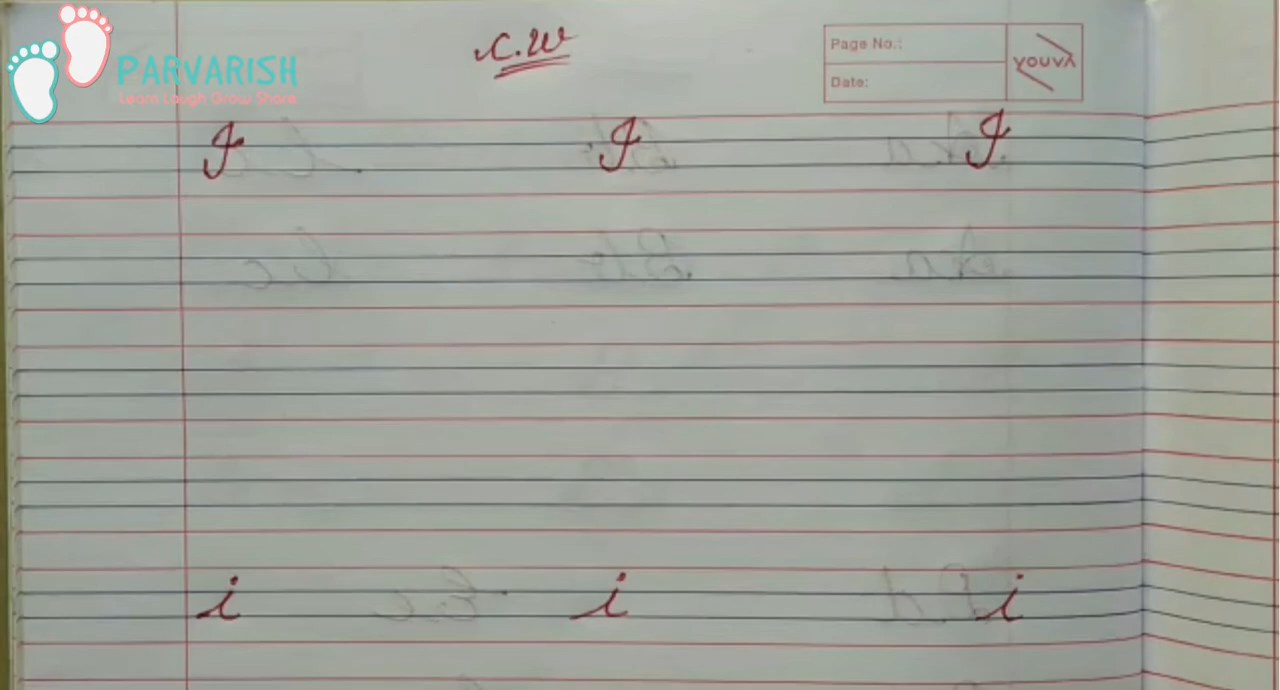 PARVARISH
Learn Laugh Grow Share
c.w
Page No.:
Date:
youva
I I I
i i i